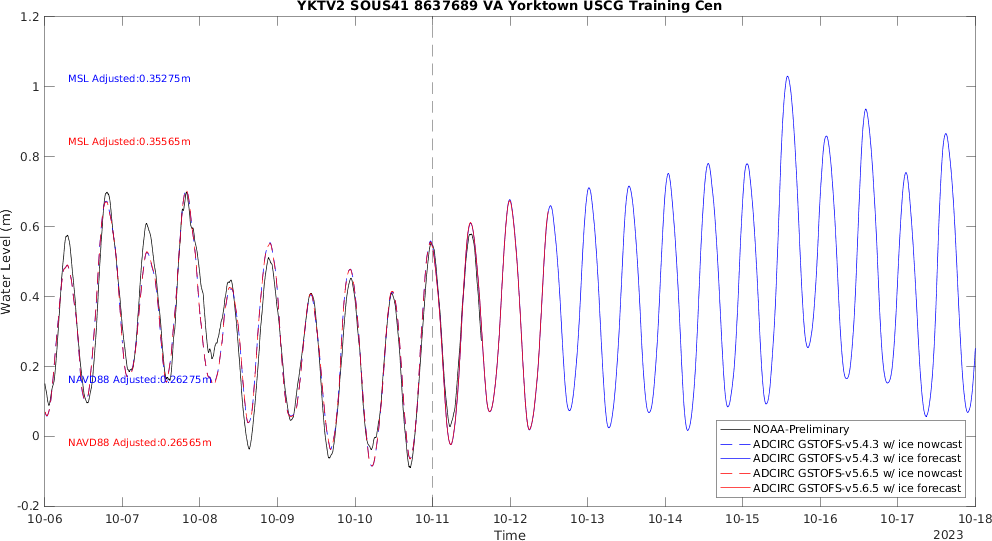 YKTV2 SOUS41 8637689 VA Yorktown USCG Training Cen
1.2
1
0.8
0.6
0.4
0.2
0
-0.2
Water Level (m)
MSL Adjusted:0.35275m
MSL Adjusted:0.35565m
NAVD88 Adjusted:0.26275m
NAVD88 Adjusted:0.26565m
NOAA-Preliminary
ADCIRC GSTOFS-v5.4.3 w/ ice nowcast
ADCIRC GSTOFS-v5.4.3 w/ ice forecast
ADCIRC GSTOFS-v5.6.5 w/ ice nowcast
ADCIRC GSTOFS-v5.6.5 w/ ice forecast
10-06 10-07 10-08 10-09 10-10 10-11 10-12 10-13 10-14 10-15 10-16 10-17 10-18
Time
2023